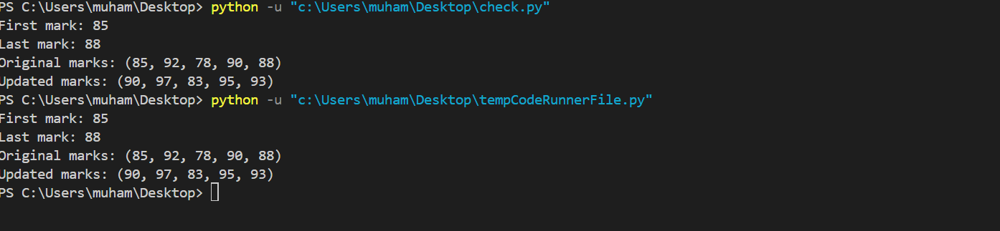 PS C:\Users\muham\Desktop> python -u "c:\Users\muham\Desktop\check.py"
First mark: 85
Last mark: 88
Original marks: (85, 92, 78, 90, 88)
Updated marks: (90, 97, 83, 95, 93)
PS C:\Users\muham\Desktop> python -u "c:\Users\muham\Desktop\tempCodeRunnerFile.py"
First mark: 85
Last mark: 88
Original marks: (85, 92, 78, 90, 88)
Updated marks: (90, 97, 83, 95, 93)
PS C:\Users\muham\Desktop>